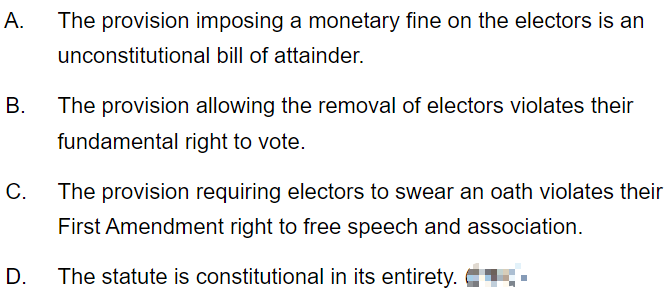 A. The provision imposing a monetary fine on the electors is an
unconstitutional bill of attainder.
B. The provision allowing the removal of electors violates their
fundamental right to vote.
C. The provision requiring electors to swear an oath violates their
First Amendment right to free speech and association.
D. The statute is constitutional in its entirety.